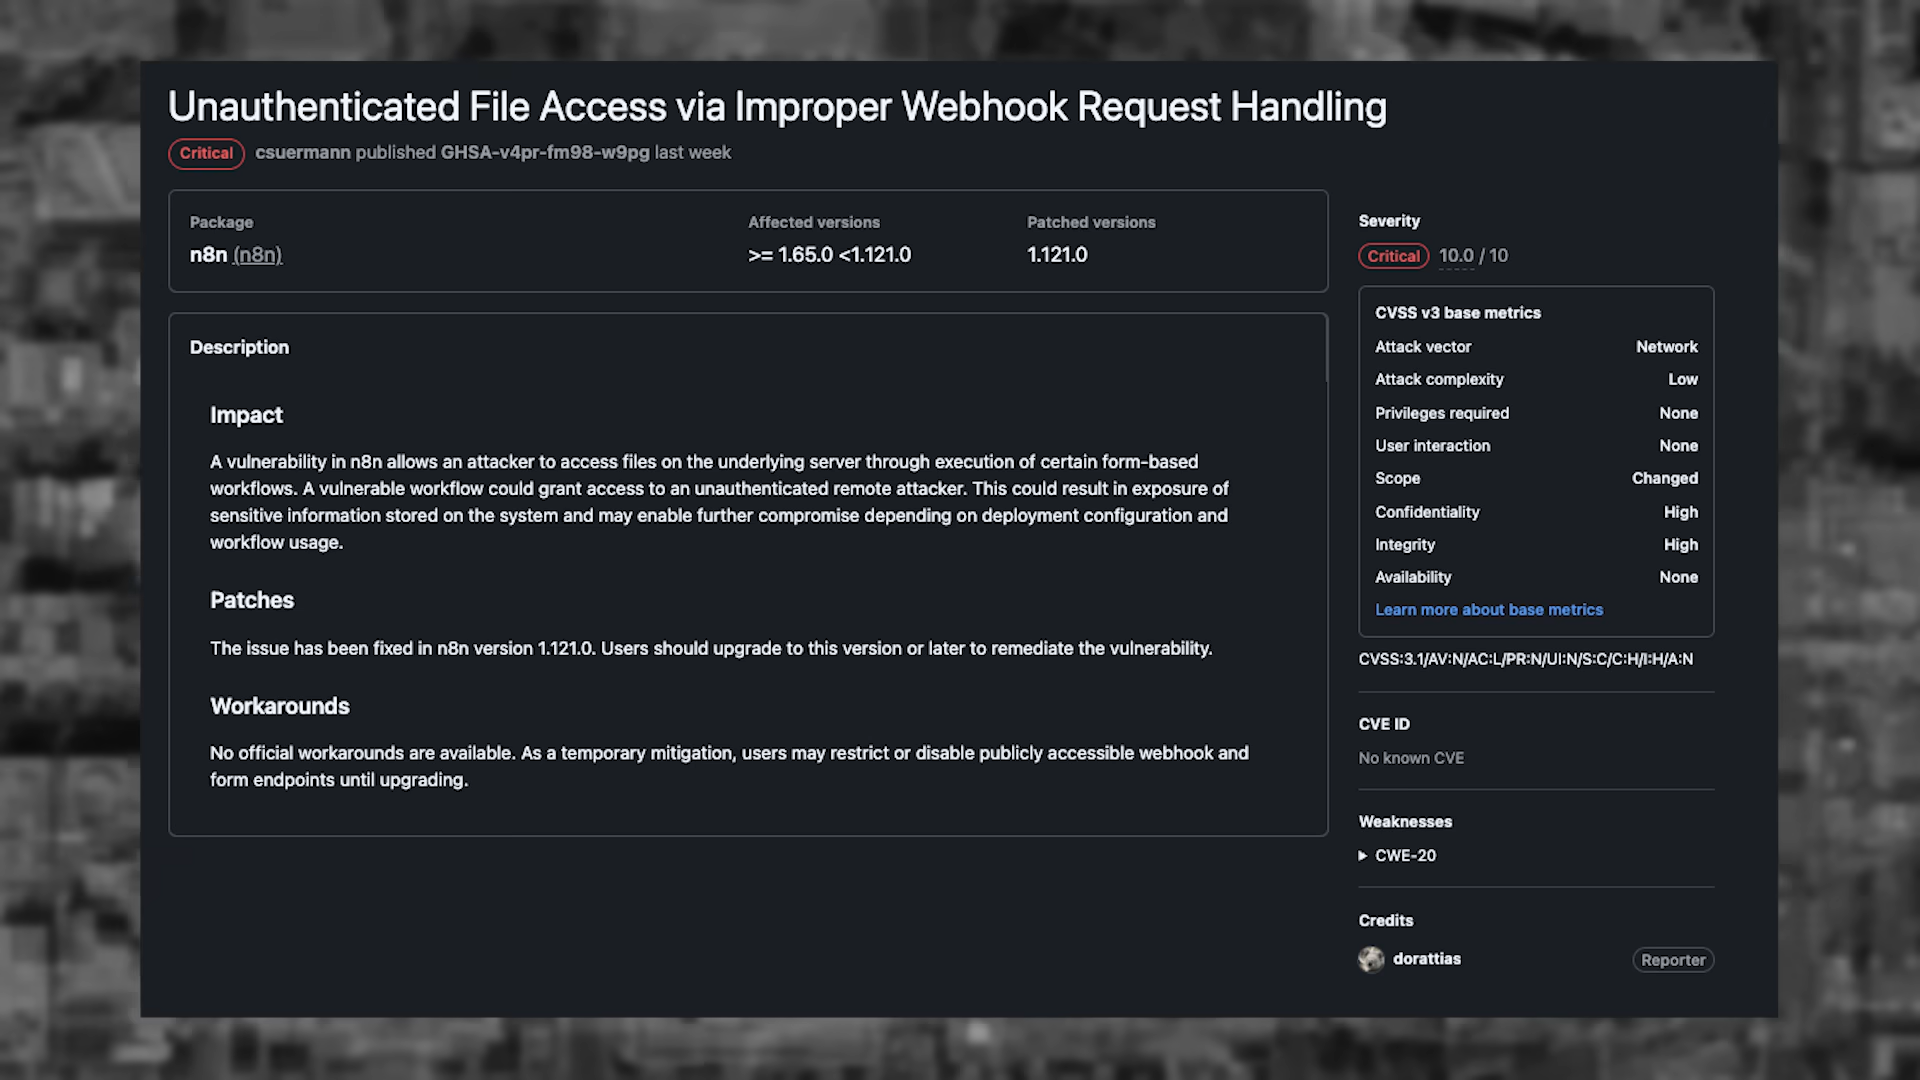 Unauthenticated File Access via Improper Webhook Request Handling
Critical csuermann published GHSA-v4pr-fm98-w9pg last week
Package Affected versions Patched versions
n8n (n8n) >= 1.65.0 <1.121.0 1.121.0
Description
Impact
A vulnerability in n8n allows an attacker to access files on the underlying server through execution of certain form-based
workflows. A vulnerable workflow could grant access to an unauthenticated remote attacker. This could result in exposure of
sensitive information stored on the system and may enable further compromise depending on deployment configuration and
workflow usage.
Patches
The issue has been fixed in n8n version 1.121.0. Users should upgrade to this version or later to remediate the vulnerability.
Workarounds
No official workarounds are available. As a temporary mitigation, users may restrict or disable publicly accessible webhook and
form endpoints until upgrading.
Severity
Critical 10.0 / 10
CVSS v3 base metrics
Attack vector Network
Attack complexity Low
Privileges required None
User interaction None
Scope Changed
Confidentiality High
Integrity High
Availability None
Learn more about base metrics
CVSS:3.1/AV:N/AC:L/PR:N/UI:N/S:C/C:H/I:H/A:N
CVE ID
No known CVE
Weaknesses
CWE-20
Credits
dorattias Reporter